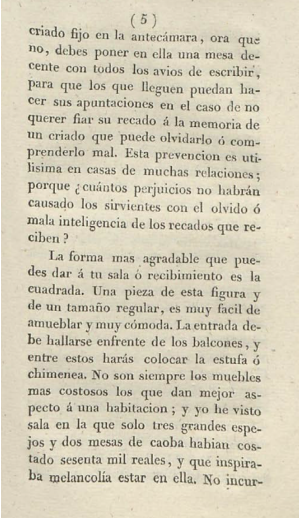 ( 5 )
criado fijo en la antecámara, ora que
no, debes poner en ella una mesa de-
cente con todos los avios de escribir,
para que los que lleguen puedan ha-
cer sus apuntaciones en el caso de no
querer fiar su recado á la memoria de
un criado que puede olvidarlo ó com-
prenderlo mal. Esta prevencion es uti-
lisima en casas de muchas relaciones;
porque ¿cuántos perjuicios no habrán
causado los sirvientes con el olvido ó
mala inteligencia de los recados que re-
ciben?
La forma mas agradable que pue-
des dar á tu sala ó recibimiento es la
cuadrada. Una pieza de esta figura y
de un tamaño regular, es muy facil de
amueblar y muy cómoda. La entrada de-
be hallarse enfrente de los balcones, y
entre estos harás colocar la estufa ó
chimenea. No son siempre los muebles
mas costosos los que dan mejor as-
pecto á una habitacion; y yo he visto
sala en la que solo tres grandes espe-
jos y dos mesas de caoba habian cos-
tado sesenta mil reales, y que inspira-
ba melancolía estar en ella. No incur-